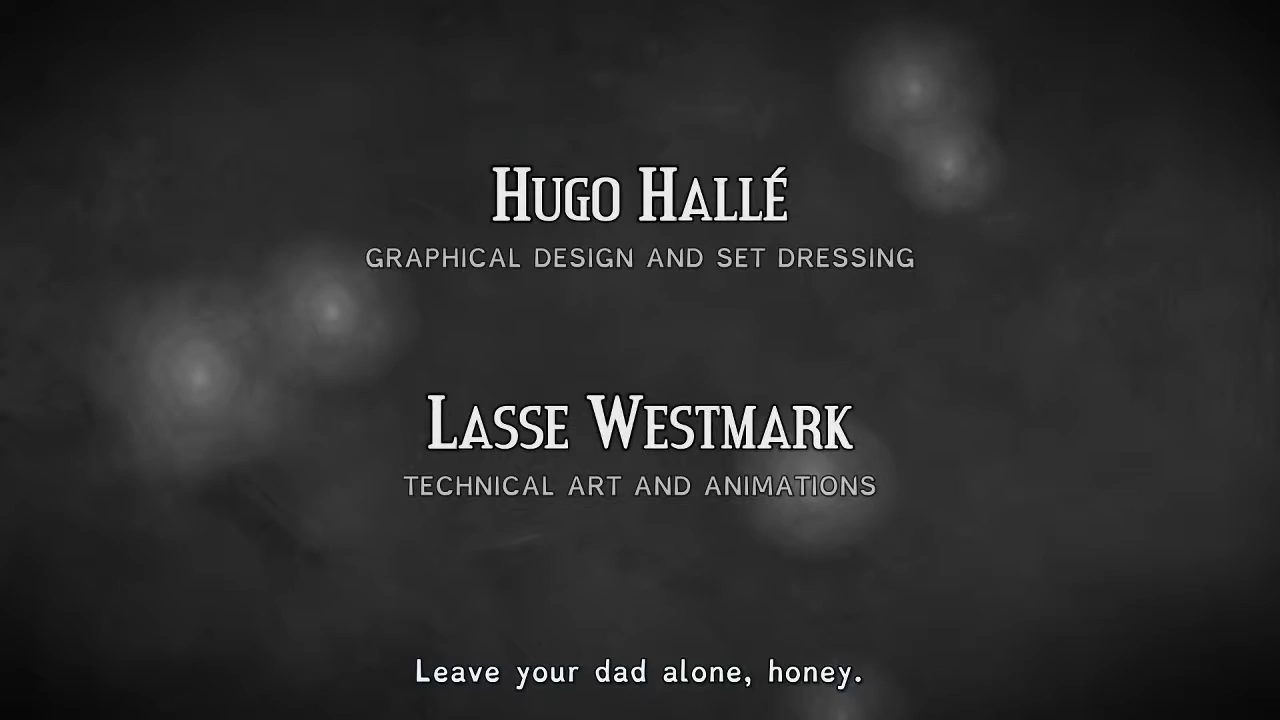 Hugo Hallé
GRAPHICAL DESIGN AND SET DRESSING
Lasse Westmark
TECHNICAL ART AND ANIMATIONS
Leave your dad alone, honey.